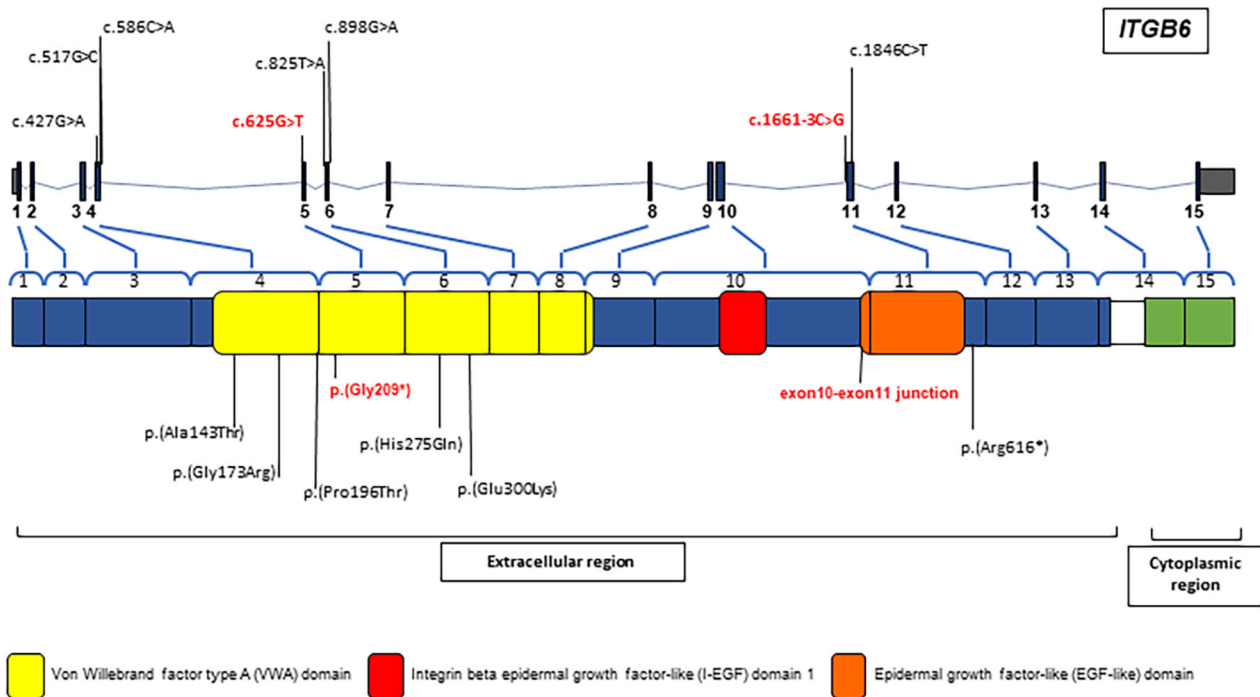 c.586C>A
c.898G>A
ITGB6
c.517G>C
c.825T>A
c.1846C>T
c.427G>A
c.625G>T
c.1661-3C>G
1 2 3 4 5 6 7 8 9 10 11 12 13 14 15
1 2 3 4 5 6 7 8 9 10 11 12 13 14 15
p.(Gly209*)
exon10-exon11 junction
p.(Ala143Thr)
p.(His275Gln)
p.(Arg616*)
p.(Gly173Arg)
p.(Pro196Thr)
p.(Glu300Lys)
Extracellular region
Cytoplasmic
region
Von Willebrand factor type A (VWA) domain
Integrin beta epidermal growth factor-like (I-EGF) domain 1
Epidermal growth factor-like (EGF-like) domain